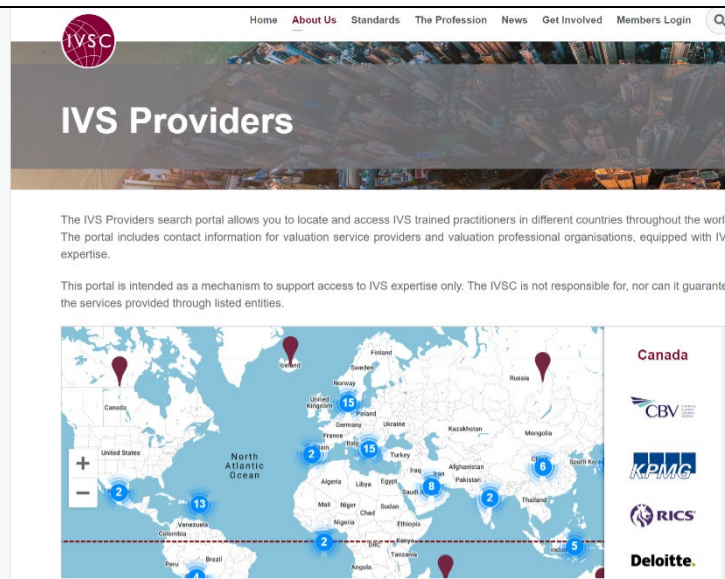 Home About Us Standards The Profession News Get Involved Members Login
IVSC
IVS Providers
The IVS Providers search portal allows you to locate and access IVS trained practitioners in different countries throughout the worl
The portal includes contact information for valuation service providers and valuation professional organisations, equipped with IV
expertise.
This portal is intended as a mechanism to support access to IVS expertise only. The IVSC is not responsible for, nor can it guarante
the services provided through listed entities.
Iceland
Finland
Sweden
Norway
Russia
Canada
United
Kingdom
15
Poland
Germany
Ukraine
France
Kazakhstan
Mongolia
Italy
2
15
Turkey
United States
+
−
North
Atlantic
Ocean
Iraq
Iran
Afghanistan
6
South Kore
Algeria
Libya
Egypt
8
Pakistan
2
2
13
Mali
Niger
Chad
Sudan
Thailand
Nigeria
Ethiopia
Venezuela
Colombia
2
DRC
Kenya
Tanzania
5
Peru
Brazil
4
Angola
Canada
CBV
KPMG
RICS
Deloitte.